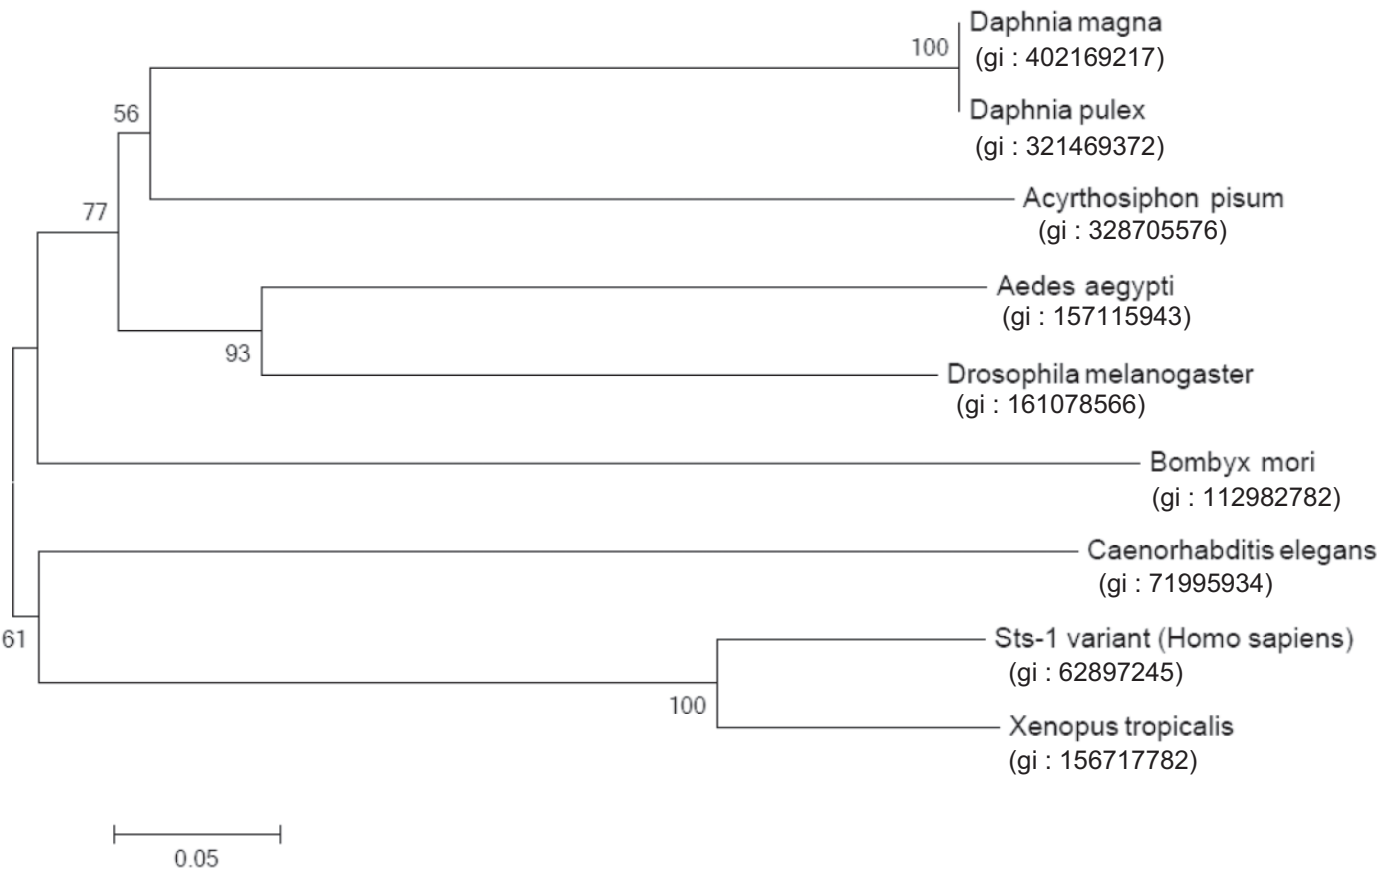 Daphnia magna
100
(gi : 402169217)
56
Daphnia pulex
(gi : 321469372)
Acyrthosiphon pisum
77
(gi : 328705576)
Aedes aegypti
(gi : 157115943)
93
Drosophila melanogaster
(gi : 161078566)
Bombyx mori
(gi : 112982782)
Caenorhabditis elegans
(gi : 71995934)
61
Sts-1 variant (Homo sapiens)
(gi : 62897245)
100
Xenopus tropicalis
(gi : 156717782)
0.05